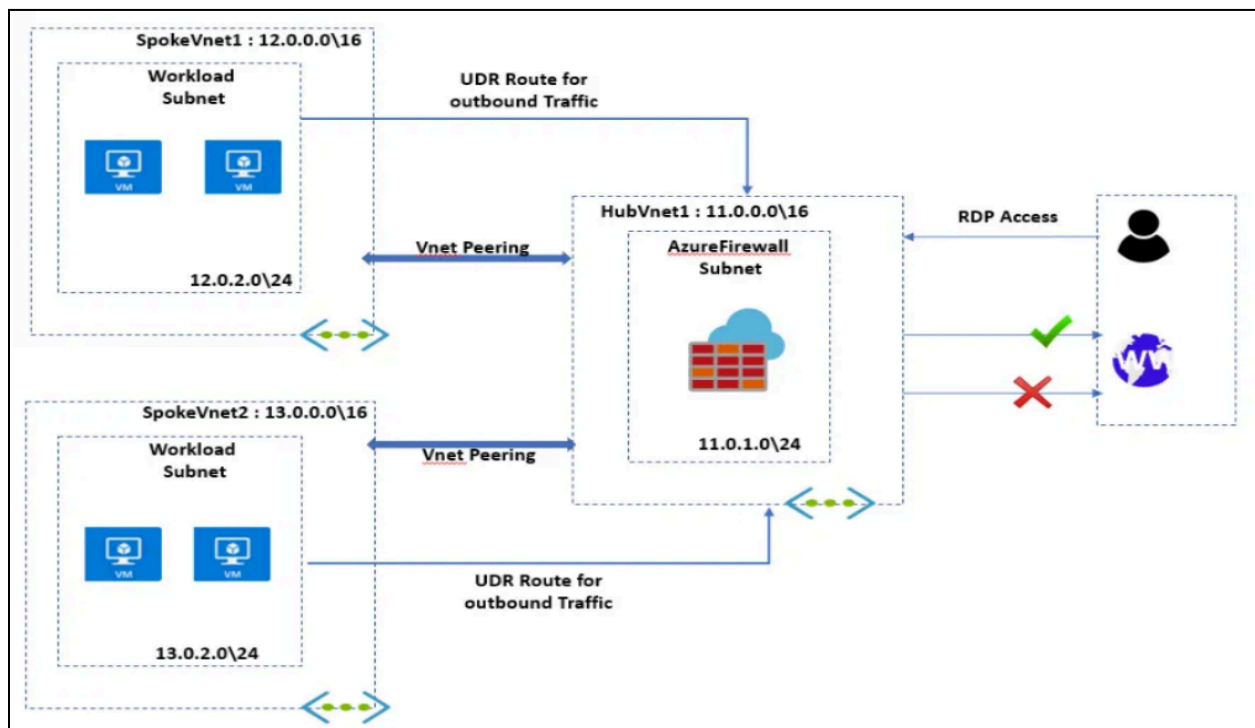 SpokeVnet1 : 12.0.0.0\16
Workload
Subnet
VM
VM
12.0.2.0\24
UDR Route for
outbound Traffic
Vnet Peering
HubVnet1 : 11.0.0.0\16
AzureFirewall
Subnet
11.0.1.0\24
RDP Access
WW
SpokeVnet2 : 13.0.0.0\16
Workload
Subnet
VM
VM
13.0.2.0\24
Vnet Peering
UDR Route for
outbound Traffic